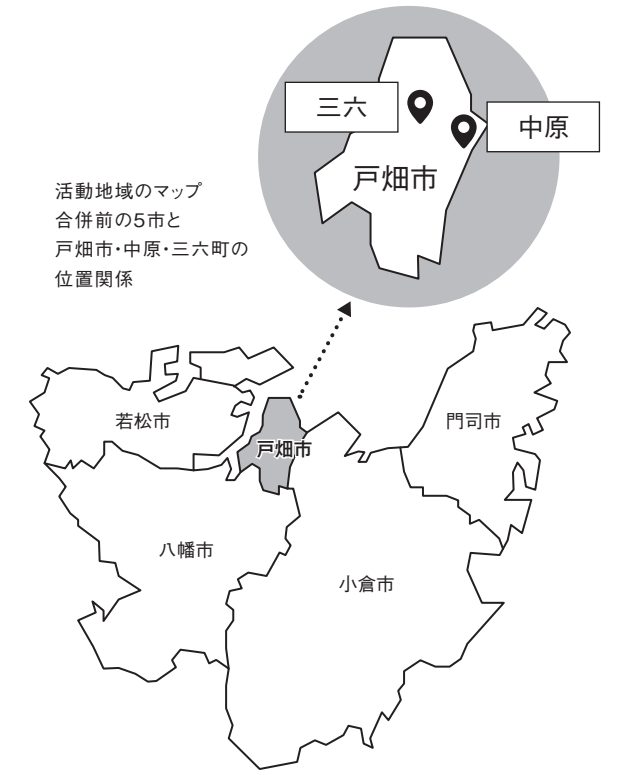 三六
中原
戸畑市
活動地域のマップ
合併前の5市と
戸畑市・中原・三六町の
位置関係
若松市
戸畑市
門司市
八幡市
小倉市